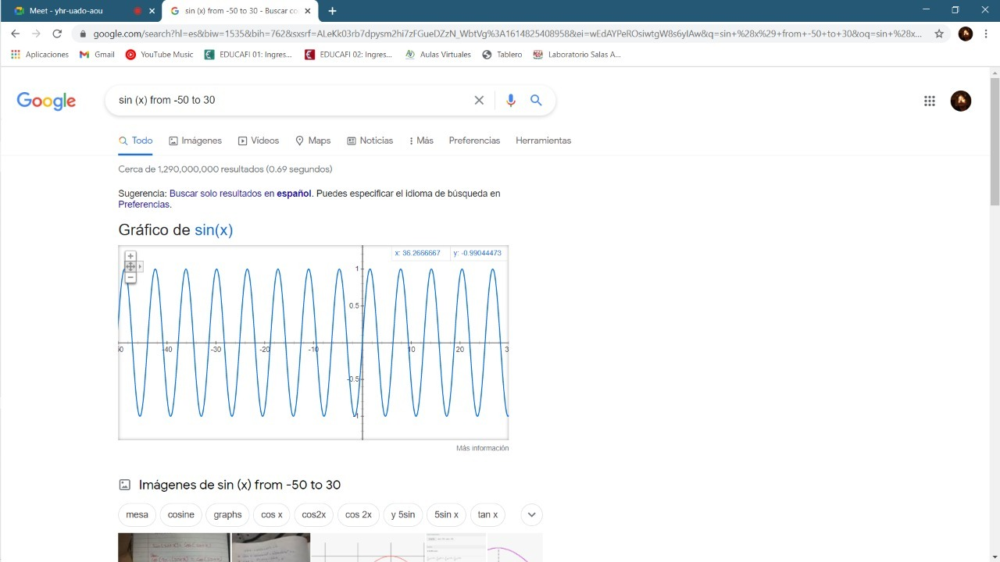 Meet - yhr-uado-aou
sin (x) from -50 to 30 - Buscar co
google.com/search?hl=es&biw=1535&bih=762&sxsrf=ALeKk03rb7dpysm2hi7zFGueDZzN_WbtVg%3A1614825408958&ei=wEdAYPeBOsiwtgW8s6yIAw&q=sin+%28x%29+from+-50+to+30&oq=sin+%28x...
Aplicaciones
Gmail
YouTube Music
EDUCAFI 01: Ingres...
EDUCAFI 02: Ingres...
Aulas Virtuales
Tablero
Laboratorio Salas A...
Google
sin (x) from -50 to 30
Todo
Imágenes
Videos
Maps
Noticias
Más
Preferencias
Herramientas
Cerca de 1,290,000,000 resultados (0.69 segundos)
Sugerencia: Buscar solo resultados en español. Puedes especificar el idioma de búsqueda en
Preferencias.
Gráfico de sin(x)
x: 36.2666667
y: -0.99044473
1
0.5
-0.5
-1
50
-40
-30
-20
-10
10
20
3
Más información
Imágenes de sin (x) from -50 to 30
mesa
cosine
graphs
cos x
cos2x
cos 2x
y 5sin
5sin x
tan x